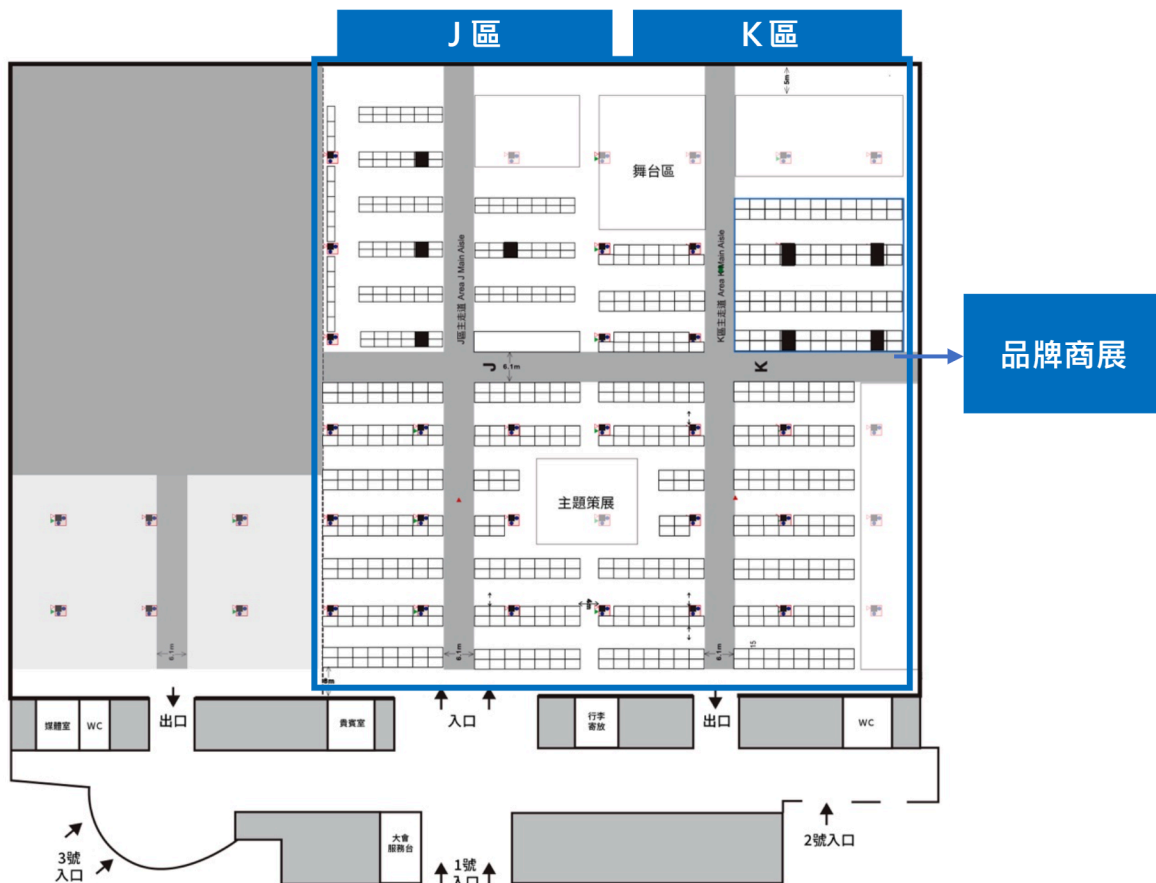 J 區
K 區
5m
舞台區
J區主走道 Area J Main Aisle
K區主走道 Area K Main Aisle
品牌商展
J
6.1m
K
主題策展
6.1m
6.1m
6.1m
15
出口
入口
出口
媒體室
WC
貴賓室
行李
寄放
WC
大會
服務台
3號
入口
1號
入口
2號入口